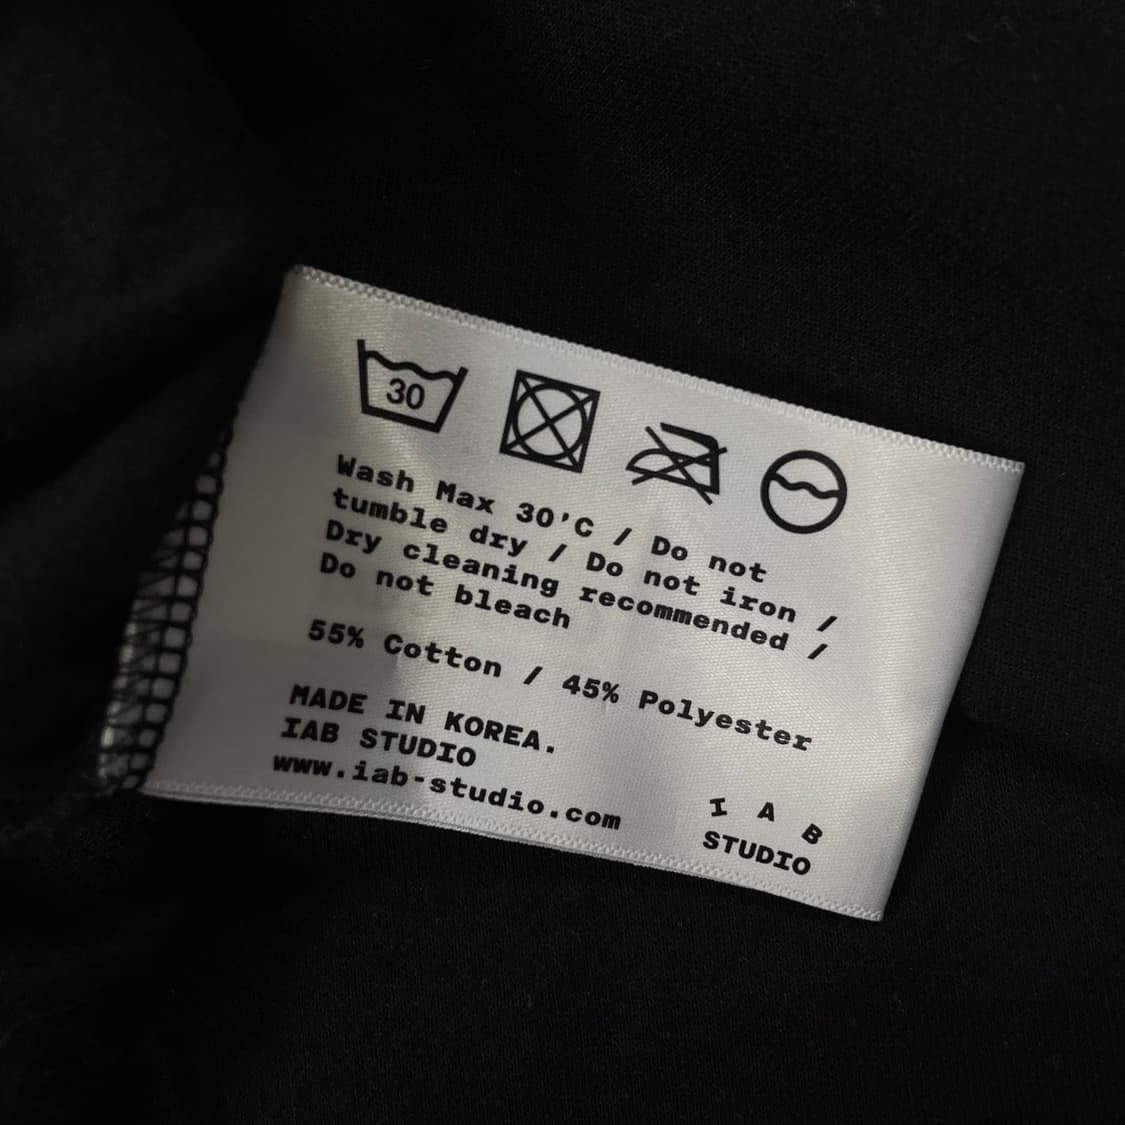 30
Wash Max 30'C / Do not
tumble dry / Do not iron /
Dry cleaning recommended /
Do not bleach
55% Cotton / 45% Polyester
MADE IN KOREA.
IAB STUDIO
www.iab-studio.com
I A B
STUDIO